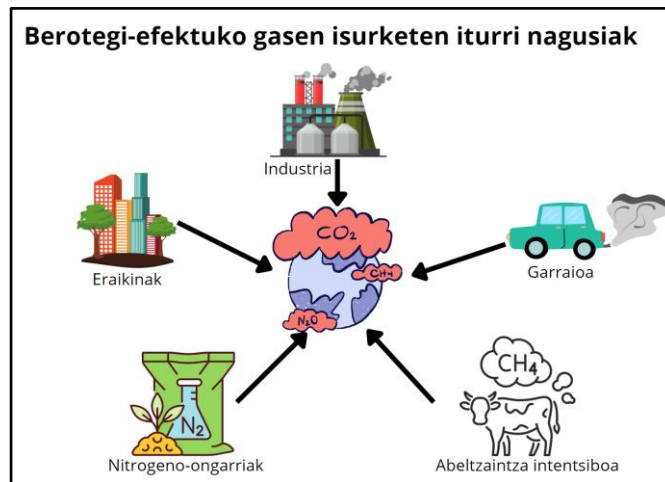 Berotegi-efektuko gasen isurketen iturri nagusiak
Industria
Eraikinak
CO₂
CH₄
N₂O
Garraioa
N₂
Nitrogeno-ongarriak
CH₄
Abeltzaintza intentsiboa